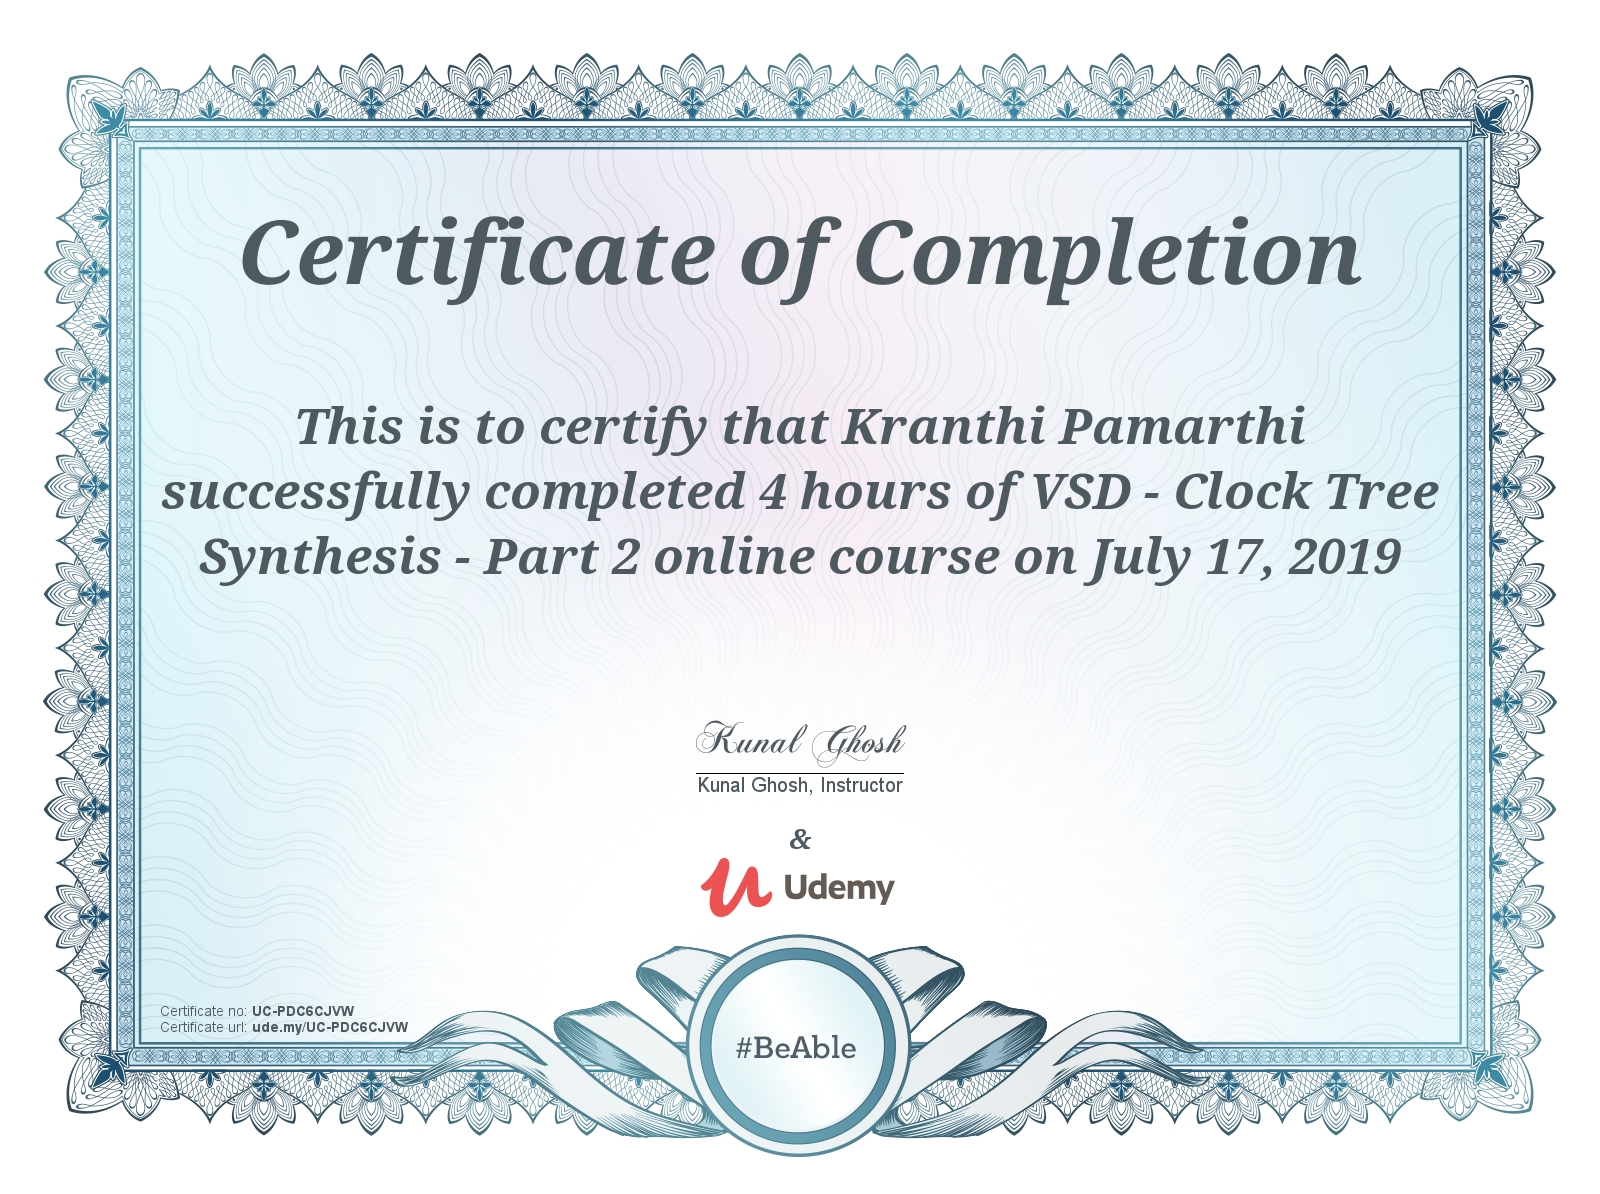 Certificate of Completion
This is to certify that Kranthi Pamarthi
successfully completed 4 hours of VSD - Clock Tree
Synthesis - Part 2 online course on July 17, 2019
Kunal Ghosh
Kunal Ghosh, Instructor
&
Udemy
Certificate no: UC-PDC6CJVW
Certificate url: ude.my/UC-PDC6CJVW
#BeAble